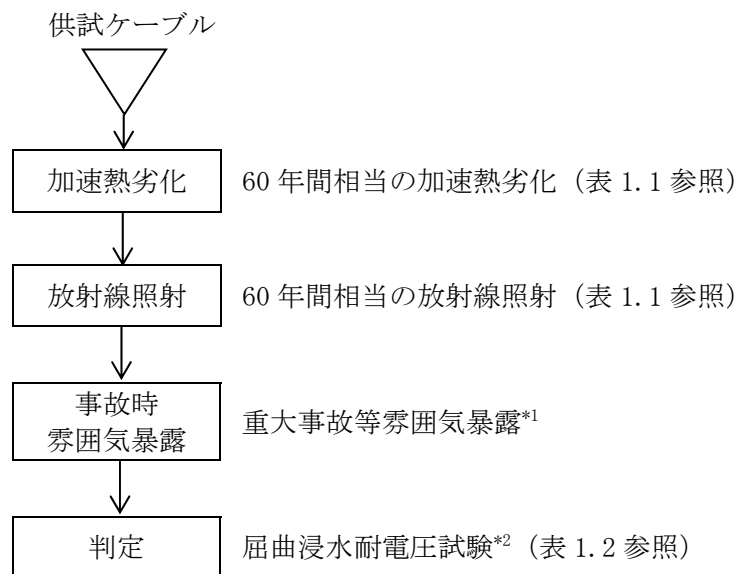 供試ケーブル
加速熱劣化 60 年間相当の加速熱劣化（表 1.1 参照）
放射線照射 60 年間相当の放射線照射（表 1.1 参照）
事故時
雰囲気暴露 重大事故等雰囲気暴露*1
判定 屈曲浸水耐電圧試験*2（表 1.2 参照）